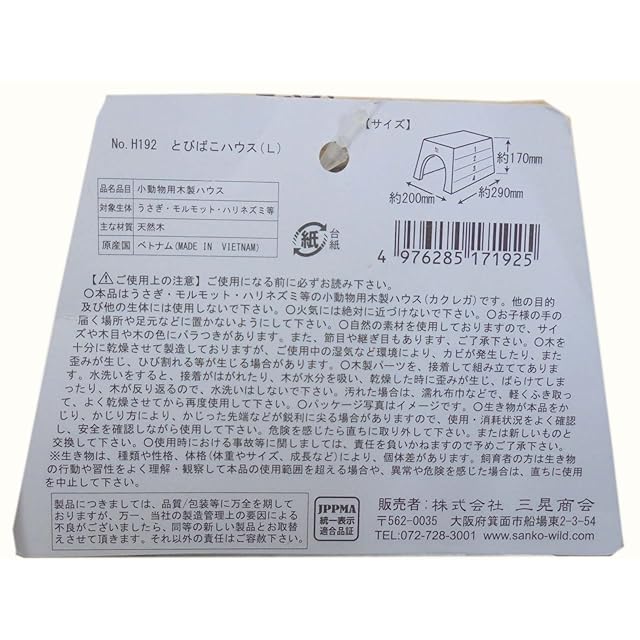 【サイズ】
No.H192 とびばこハウス(L)
約170mm
約200mm
約290mm
品名品目 小動物用木製ハウス
対象生体 うさぎ・モルモット・ハリネズミ等
主な材質 天然木
原産国 ベトナム(MADE IN VIETNAM)
紙 台紙
4 976285 171925
【⚠ご使用上の注意】ご使用になる前に必ずお読み下さい。
〇本品はうさぎ・モルモット・ハリネズミ等の小動物用木製ハウス(カクレガ)です。他の目的
及び他の生体には使用しないで下さい。〇火気には絶対に近づけないで下さい。〇お子様の手の
届く場所や足元などに置かないようにして下さい。〇自然の素材を使用しておりますので、サイ
ズや木目や木の色にバラつきがあります。また、節目や継ぎ目もあります、ご了承下さい。〇木を
十分に乾燥させて製造しておりますが、ご使用中の湿気など環境により、カビが発生したり、また
歪みが生じ、ひび割れる等が生じる場合があります。〇木製パーツを、接着して組み立ててありま
す。水洗いをすると、接着がはがれたり、木が水分を吸い、乾燥した時に歪みが生じ、ばらけてしま
ったり、木が反り返るので、水洗いはしないで下さい。汚れた場合は、濡れ布巾などで、軽くふき取っ
て、よく乾燥させてから再度使用して下さい。〇パッケージ写真はイメージです。〇生き物が本品をか
じり、かじり方により、かじった先端などが鋭利に尖る場合がありますので、使用・消耗状況をよく確認
し、安全を確認しながら使用して下さい。危険を感じたら直ちに取り外して下さい。または新しいものと
交換して下さい。〇使用時における事故等に関しましては、責任を負いかねますので予めご了承下さい。
※生き物は、種類や性格、体格(体重やサイズ、成長など)により、個体差があります。飼育者の方は生き物
の行動や習性をよく理解・観察して本品の使用範囲を超える場合や、異常や危険を感じた場合は、直ちに使用
を中止して下さい。
製品につきましては、品質/包装等に万全を期して
おりますが、万一、当社の製造管理上の要因による
不良がございましたら、同等の新しい製品とお取替
えさせて頂きます。それ以外の責任はご容赦下さい。
JPPMA
統一表示
適合品証
販売者:株式会社 三晃商会
〒562-0035 大阪府箕面市船場東2-3-54
TEL:072-728-3001 www.sanko-wild.com